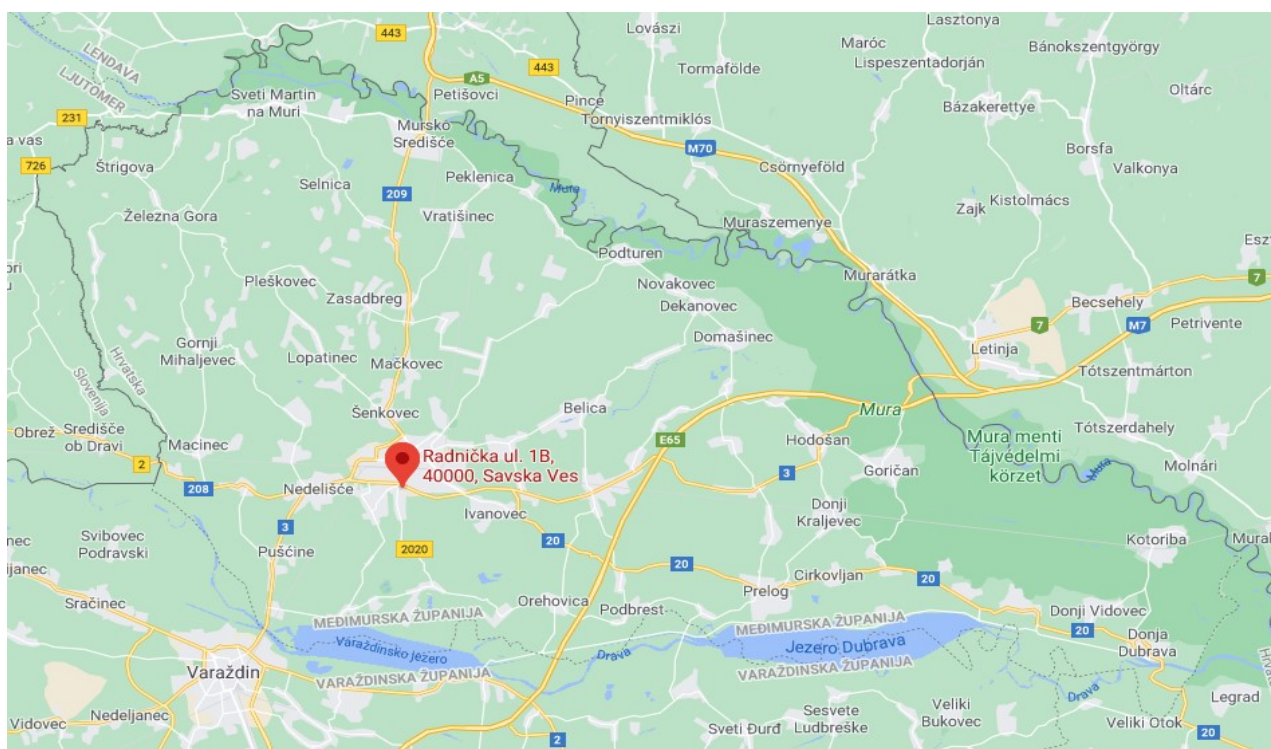 443
Lovászi
Lasztonya
Maróc
Bánokszentgyörgy
LENDAVA
LJUTOMER
A5
443
Tormafölde
Lispeszentadorján
Sveti Martin
na Muri
Petišovci
Pince
Bázakerettye
Oltárc
231
Tornyiszentmiklós
a vas
Mursko
Središće
M70
Borsfa
726
Štrigova
Csörnyeföld
Valkonya
Selnica
209
Peklenica
Mura
Železna Gora
Vratišinec
Zajk
Kistolmács
Muraszemenye
Podturen
Esz
Pleškovec
Zasadbreg
Novakovec
Murarátka
7
Dekanovec
Becsehely
Gornji
Mihaljevec
Lopatinec
Mačkovec
Domašinec
7
M7
Petrivente
Letinja
Hrvatska
Slovenija
Tótszentmárton
Šenkovec
Belica
Mura
Obrež
Središče
ob Dravi
Macinec
E65
Hodošan
Mura menti
Tájvédelmi
körzet
Tótszerdahely
2
Radnička ul. 1B,
40000, Savska Ves
Goričan
Molnári
208
Nedelišće
3
Mura
Ivanovec
Donji
Kraljevec
3
Svibovec
Podravski
Pušćine
2020
20
Kotoriba
20
Cirkovljan
20
Sračinec
Orehovica
Podbrest
Prelog
Donji Vidovec
MEĐIMURSKA ŽUPANIJA
MEĐIMURSKA ŽUPANIJA
20
Donja
Dubrava
Varaždinsko jezero
Drava
Jezero Dubrava
Varaždin
VARAŽDINSKA ŽUPANIJA
VARAŽDINSKA ŽUPANIJA
Drava
Legrad
Vidovec
Nedeljanec
2
Sveti Đurđ
Sesvete
Ludbreške
Veliki
Bukovec
Veliki Otok
20